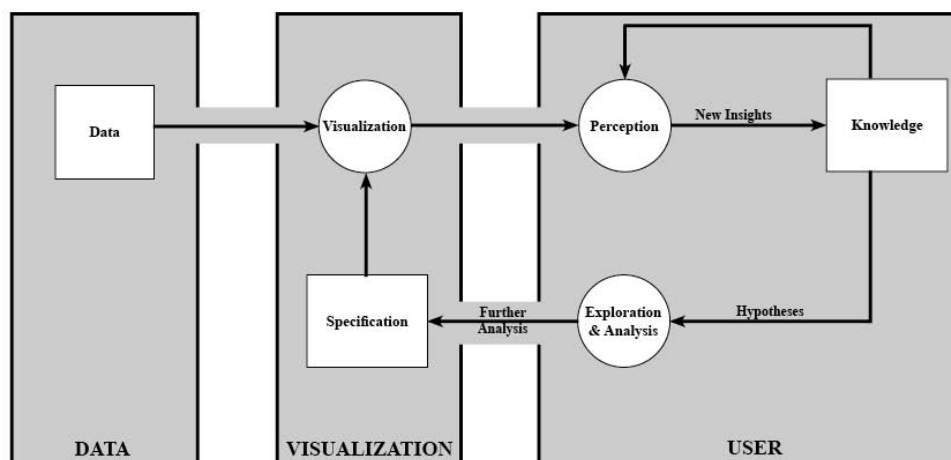 Data
Visualization
Perception
New Insights
Knowledge
Specification
Further
Analysis
Exploration
& Analysis
Hypotheses
DATA
VISUALIZATION
USER